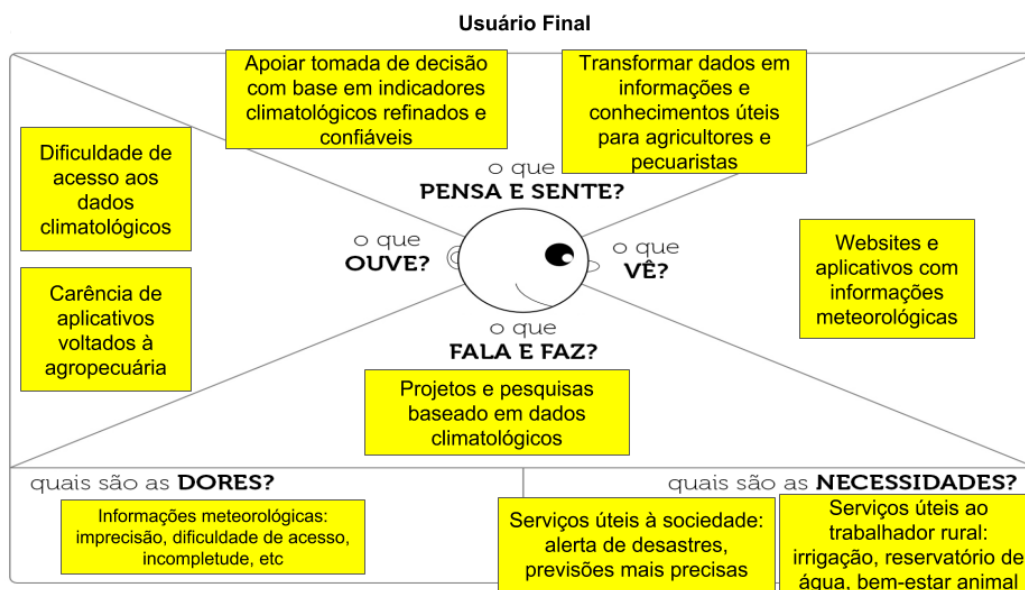 Usuário Final
Apoiar tomada de decisão
com base em indicadores
climatológicos refinados e
confiáveis
Transformar dados em
informações e
conhecimentos úteis
para agricultores e
pecuaristas
Dificuldade de
acesso aos
dados
climatológicos
Carência de
aplicativos
voltados à
agropecuária
o que
PENSA E SENTE?
o que
OUVE?
o que
VÊ?
Websites e
aplicativos com
informações
meteorológicas
o que
FALA E FAZ?
Projetos e pesquisas
baseado em dados
climatológicos
quais são as DORES?
Informações meteorológicas:
imprecisão, dificuldade de acesso,
incompletude, etc
quais são as NECESSIDADES?
Serviços úteis à sociedade:
alerta de desastres,
previsões mais precisas
Serviços úteis ao
trabalhador rural:
irrigação, reservatório de
água, bem-estar animal